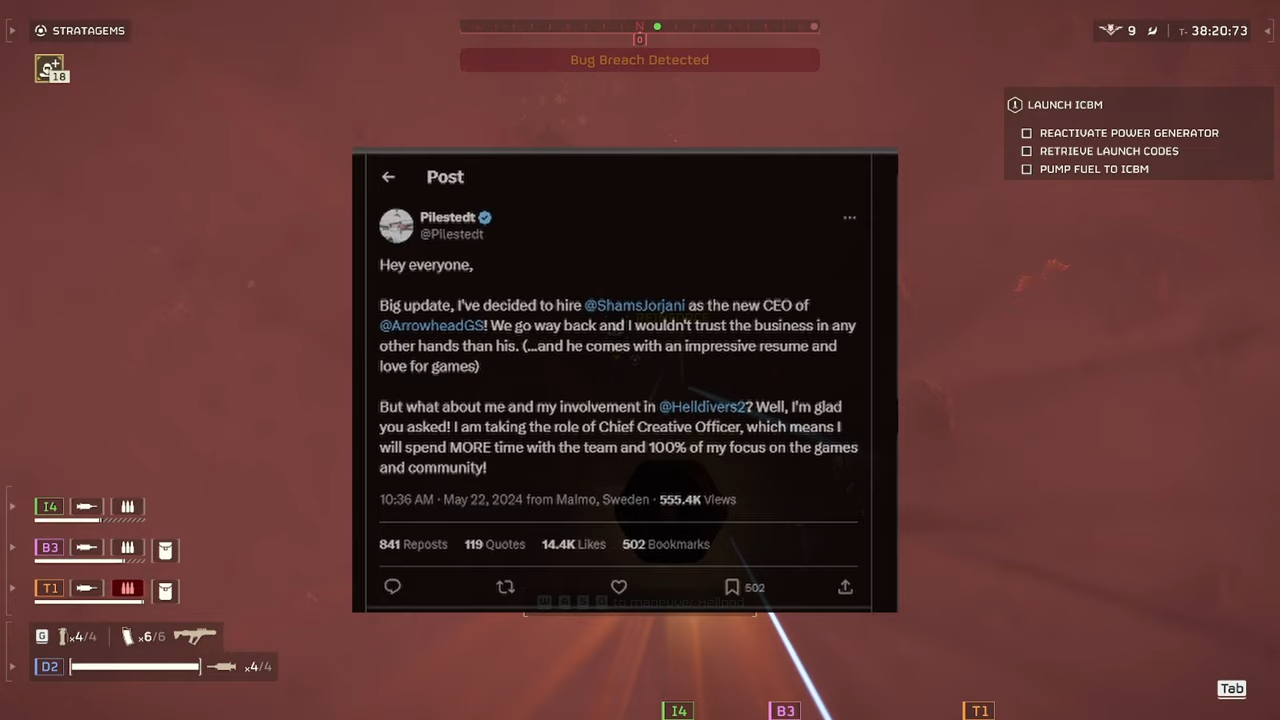 STRATAGEMS
18
N
0
Bug Breach Detected
9
T- 38:20:73
1 LAUNCH ICBM
REACTIVATE POWER GENERATOR
RETRIEVE LAUNCH CODES
PUMP FUEL TO ICBM
Post
Pilestedt
@Pilestedt
Hey everyone,
Big update, I've decided to hire @ShamsJorjani as the new CEO of
@ArrowheadGS! We go way back and I wouldn't trust the business in any
other hands than his. (...and he comes with an impressive resume and
love for games)
But what about me and my involvement in @Helldivers2? Well, I'm glad
you asked! I am taking the role of Chief Creative Officer, which means I
will spend MORE time with the team and 100% of my focus on the games
and community!
10:36 AM · May 22, 2024 from Malmo, Sweden · 555.4K Views
841 Reposts 119 Quotes 14.4K Likes 502 Bookmarks
502
W A S D to maneuver Hellpod
I4
B3
T1
G x4/4 x6/6
D2 x4/4
Tab
I4 B3 T1